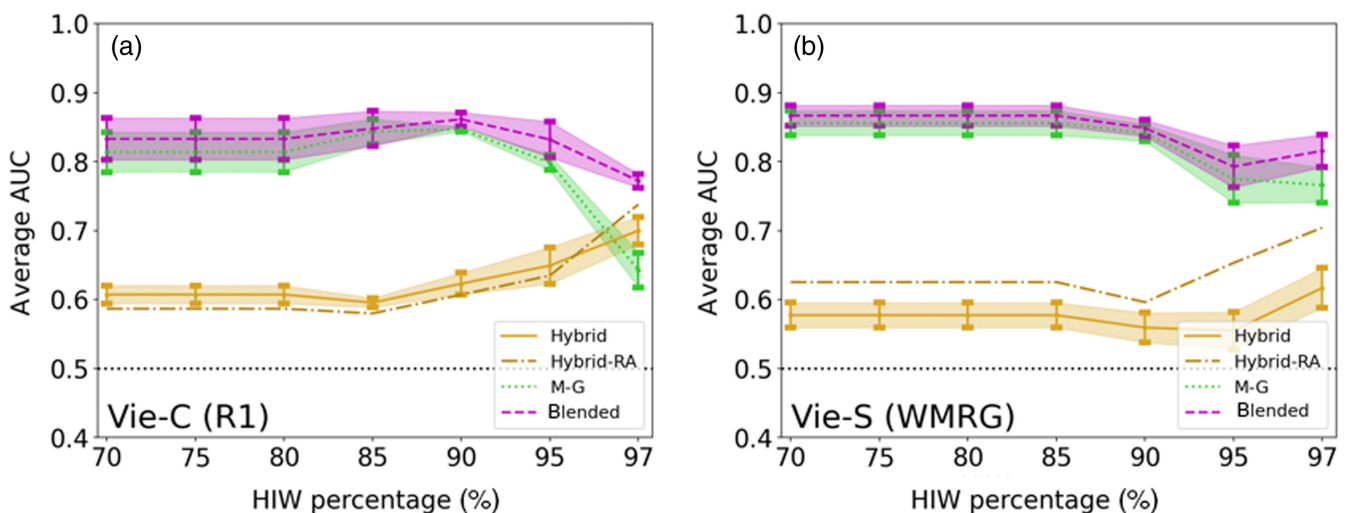 (a)
1.0
0.9
0.8
0.7
0.6
0.5
0.4
Average AUC
Hybrid
Hybrid-RA
M-G
Blended
Vie-C (R1)
70 75 80 85 90 95 97
HIW percentage (%)
(b)
1.0
0.9
0.8
0.7
0.6
0.5
0.4
Average AUC
Hybrid
Hybrid-RA
M-G
Blended
Vie-S (WMRG)
70 75 80 85 90 95 97
HIW percentage (%)